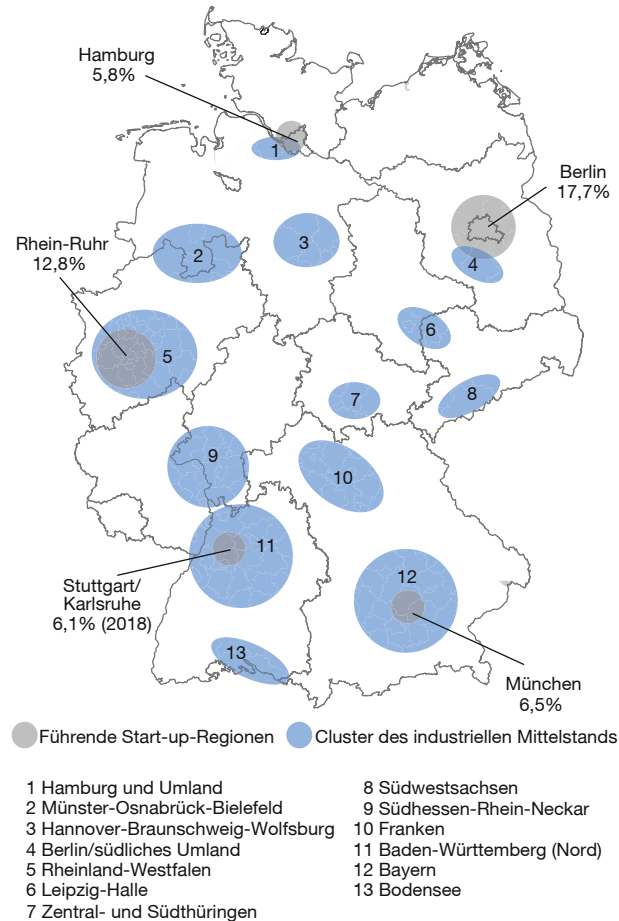 Hamburg
5,8%
1
Berlin
17,7%
Rhein-Ruhr
12,8%
2
3
4
6
5
7
8
9
10
11
12
Stuttgart/
Karlsruhe
6,1% (2018)
13
München
6,5%
Führende Start-up-Regionen
Cluster des industriellen Mittelstands
1 Hamburg und Umland
2 Münster-Osnabrück-Bielefeld
3 Hannover-Braunschweig-Wolfsburg
4 Berlin/südliches Umland
5 Rheinland-Westfalen
6 Leipzig-Halle
7 Zentral- und Südthüringen
8 Südwestsachsen
9 Südhessen-Rhein-Neckar
10 Franken
11 Baden-Württemberg (Nord)
12 Bayern
13 Bodensee